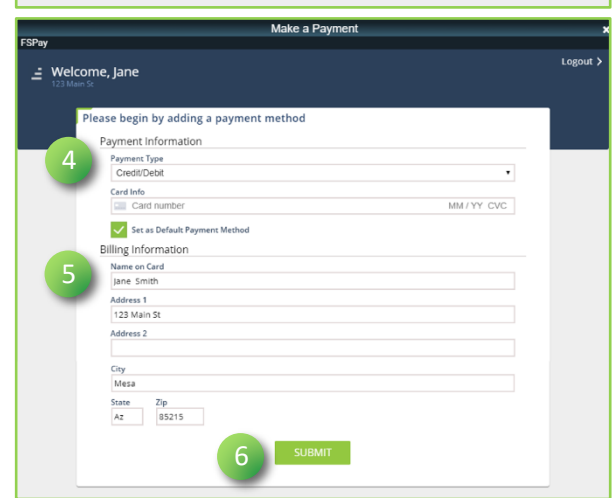 Make a Payment x
FSPay
Logout >
Welcome, Jane
123 Main St
Please begin by adding a payment method
Payment Information
4
Payment Type
Credit/Debit
Card Info
Card number MM / YY CVC
Set as Default Payment Method
Billing Information
5
Name on Card
Jane Smith
Address 1
123 Main St
Address 2
City
Mesa
State Zip
Az 85215
6 SUBMIT